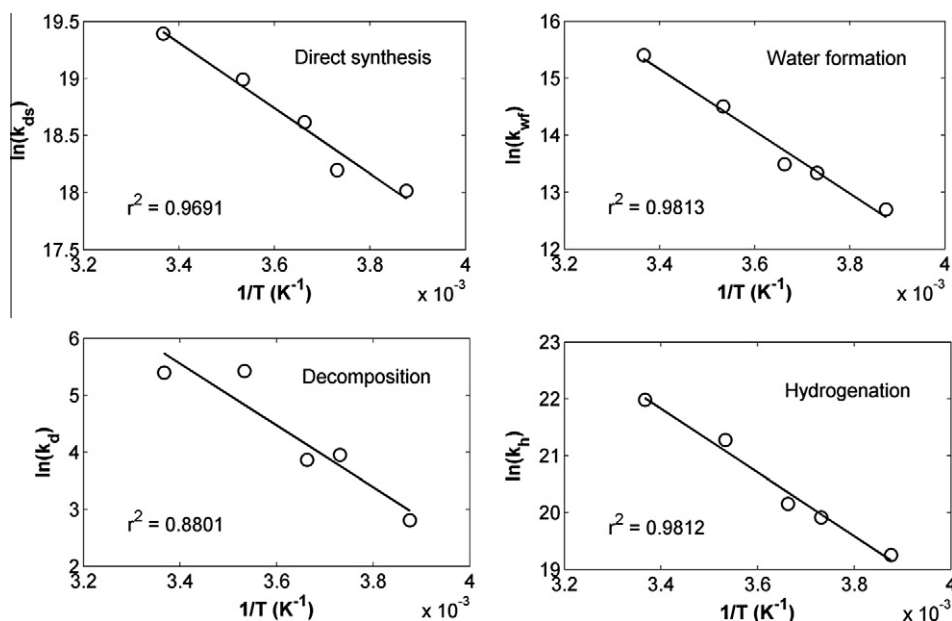 19.5
19
18.5
18
17.5
ln(k_ds)
Direct synthesis
r² = 0.9691
3.2 3.4 3.6 3.8 4
1/T (K⁻¹)
x 10⁻³
16
15
14
13
12
ln(k_wf)
Water formation
r² = 0.9813
3.2 3.4 3.6 3.8 4
1/T (K⁻¹)
x 10⁻³
6
5
4
3
2
ln(k_d)
Decomposition
r² = 0.8801
3.2 3.4 3.6 3.8 4
1/T (K⁻¹)
x 10⁻³
23
22
21
20
19
ln(k_h)
Hydrogenation
r² = 0.9812
3.2 3.4 3.6 3.8 4
1/T (K⁻¹)
x 10⁻³